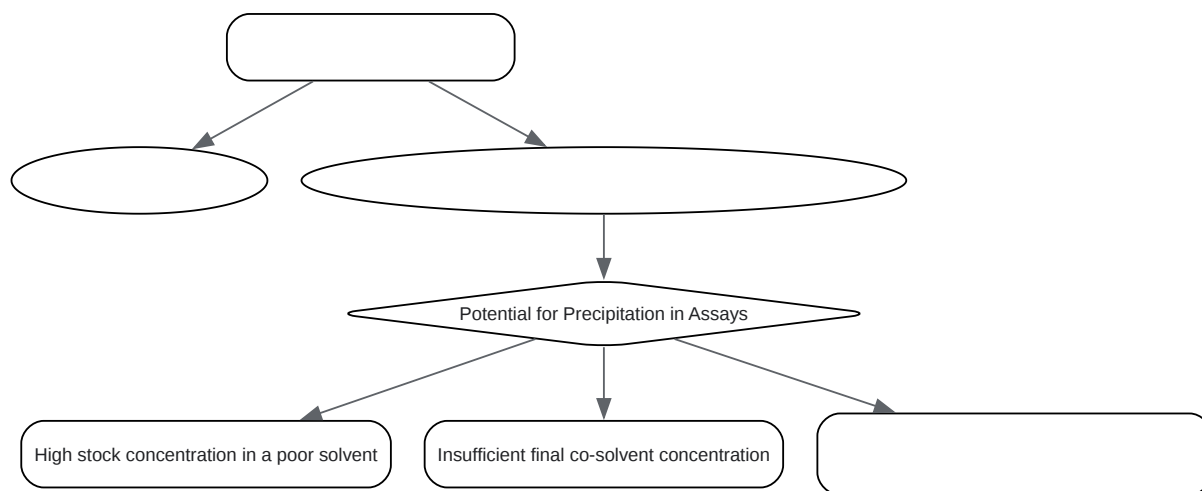 Potential for Precipitation in Assays
High stock concentration in a poor solvent
Insufficient final co-solvent concentration